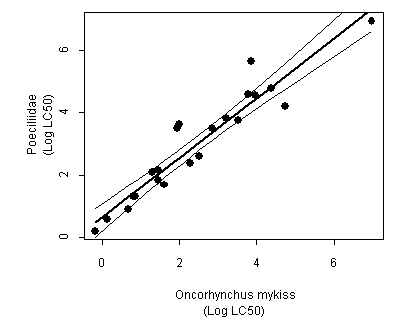 Poeciliidae
(Log LC50)
6
4
2
0
0 2 4 6
Oncorhynchus mykiss
(Log LC50)